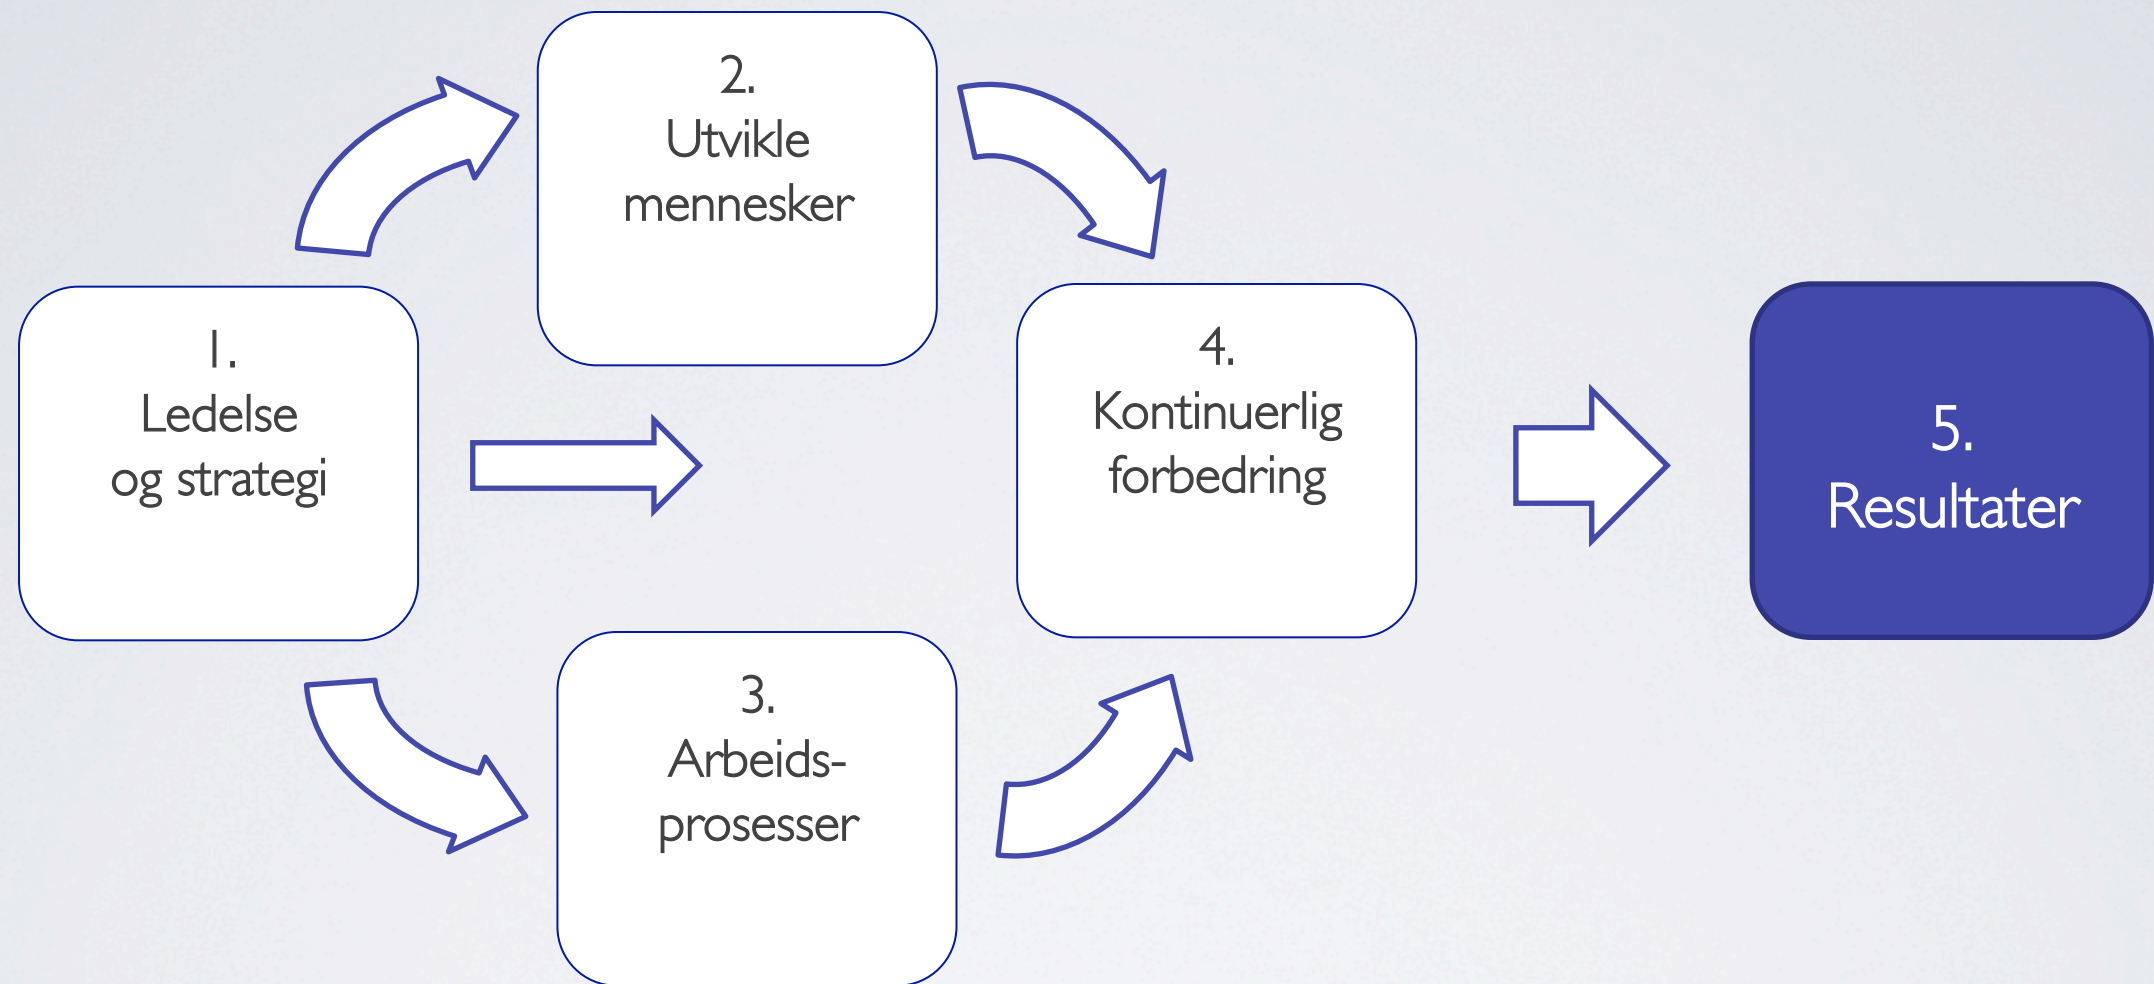 1.
Ledelse
og strategi
2.
Utvikle
mennesker
3.
Arbeids-
prosesser
4.
Kontinuerlig
forbedring
5.
Resultater